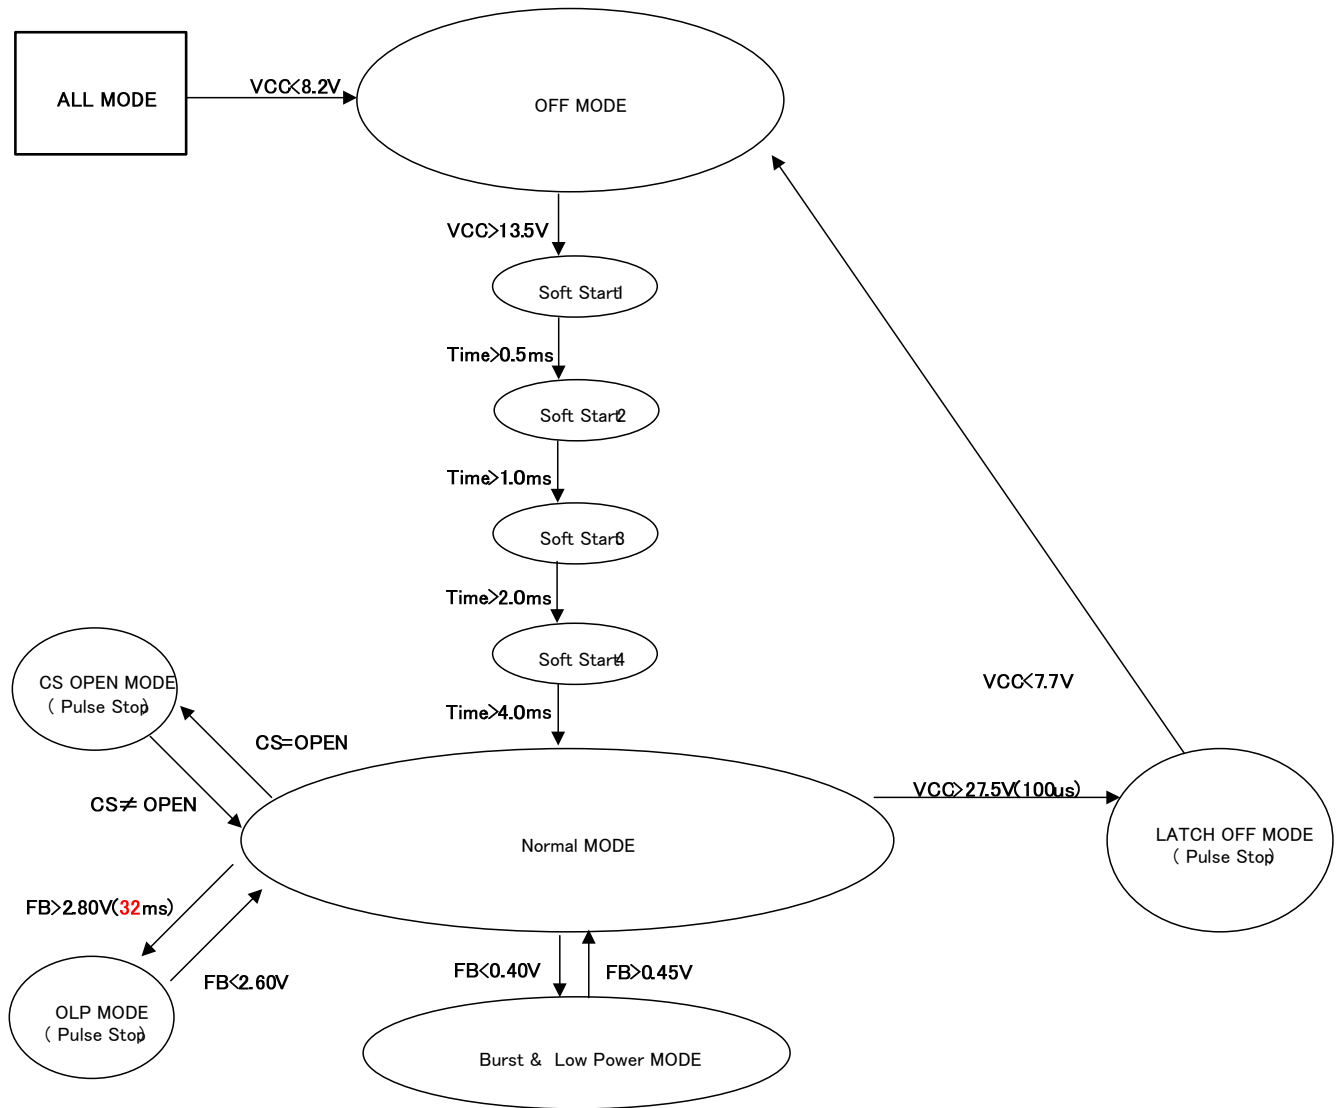 ALL MODE
VCC<8.2V
OFF MODE
VCC>13.5V
Soft Start1
Time>0.5ms
Soft Start2
Time>1.0ms
Soft Start3
Time>2.0ms
Soft Start4
Time>4.0ms
CS OPEN MODE
( Pulse Stop)
CS=OPEN
CS≠ OPEN
VCC<7.7V
Normal MODE
VCC>27.5V(100us)
LATCH OFF MODE
( Pulse Stop)
FB>2.80V(32ms)
FB<2.60V
OLP MODE
( Pulse Stop)
FB<0.40V
FB>0.45V
Burst & Low Power MODE